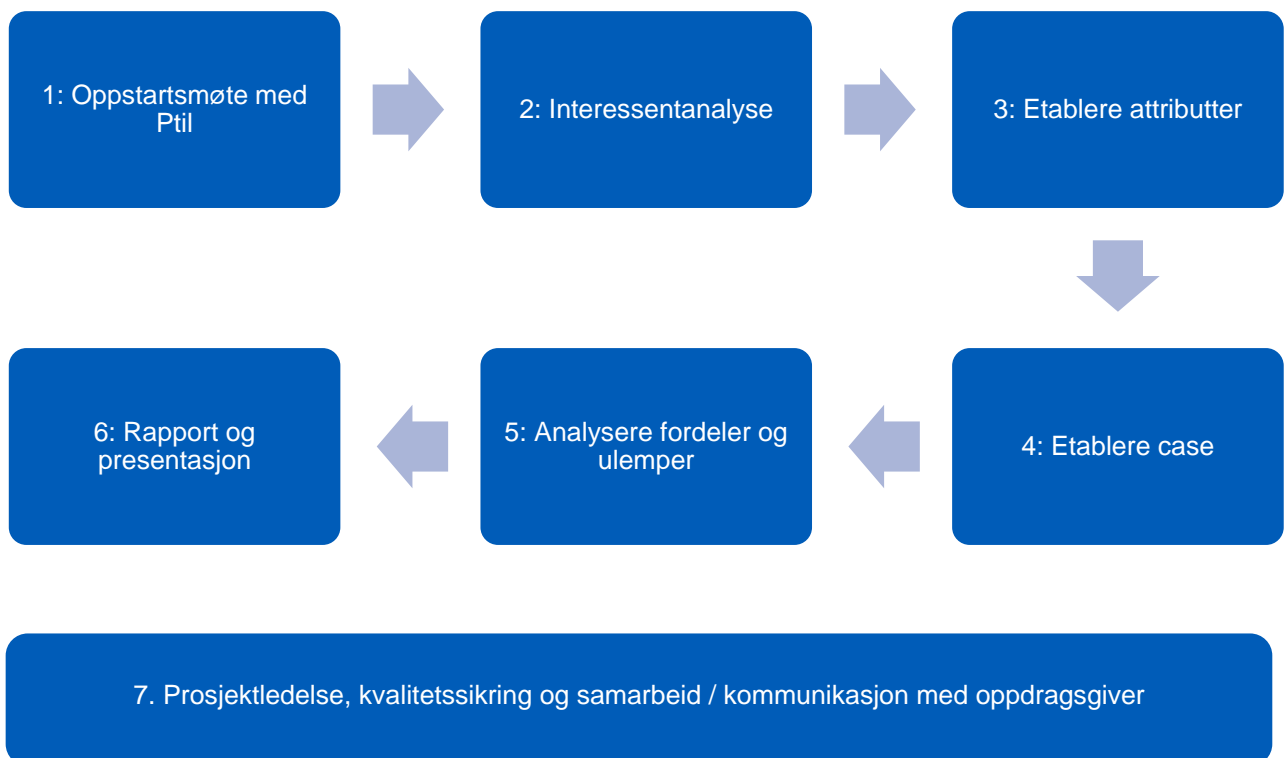 1: Oppstartsmøte med
Ptil
2: Interessentanalyse
3: Etablere attributter
4: Etablere case
5: Analysere fordeler og
ulemper
6: Rapport og
presentasjon
7. Prosjektledelse, kvalitetssikring og samarbeid / kommunikasjon med oppdragsgiver